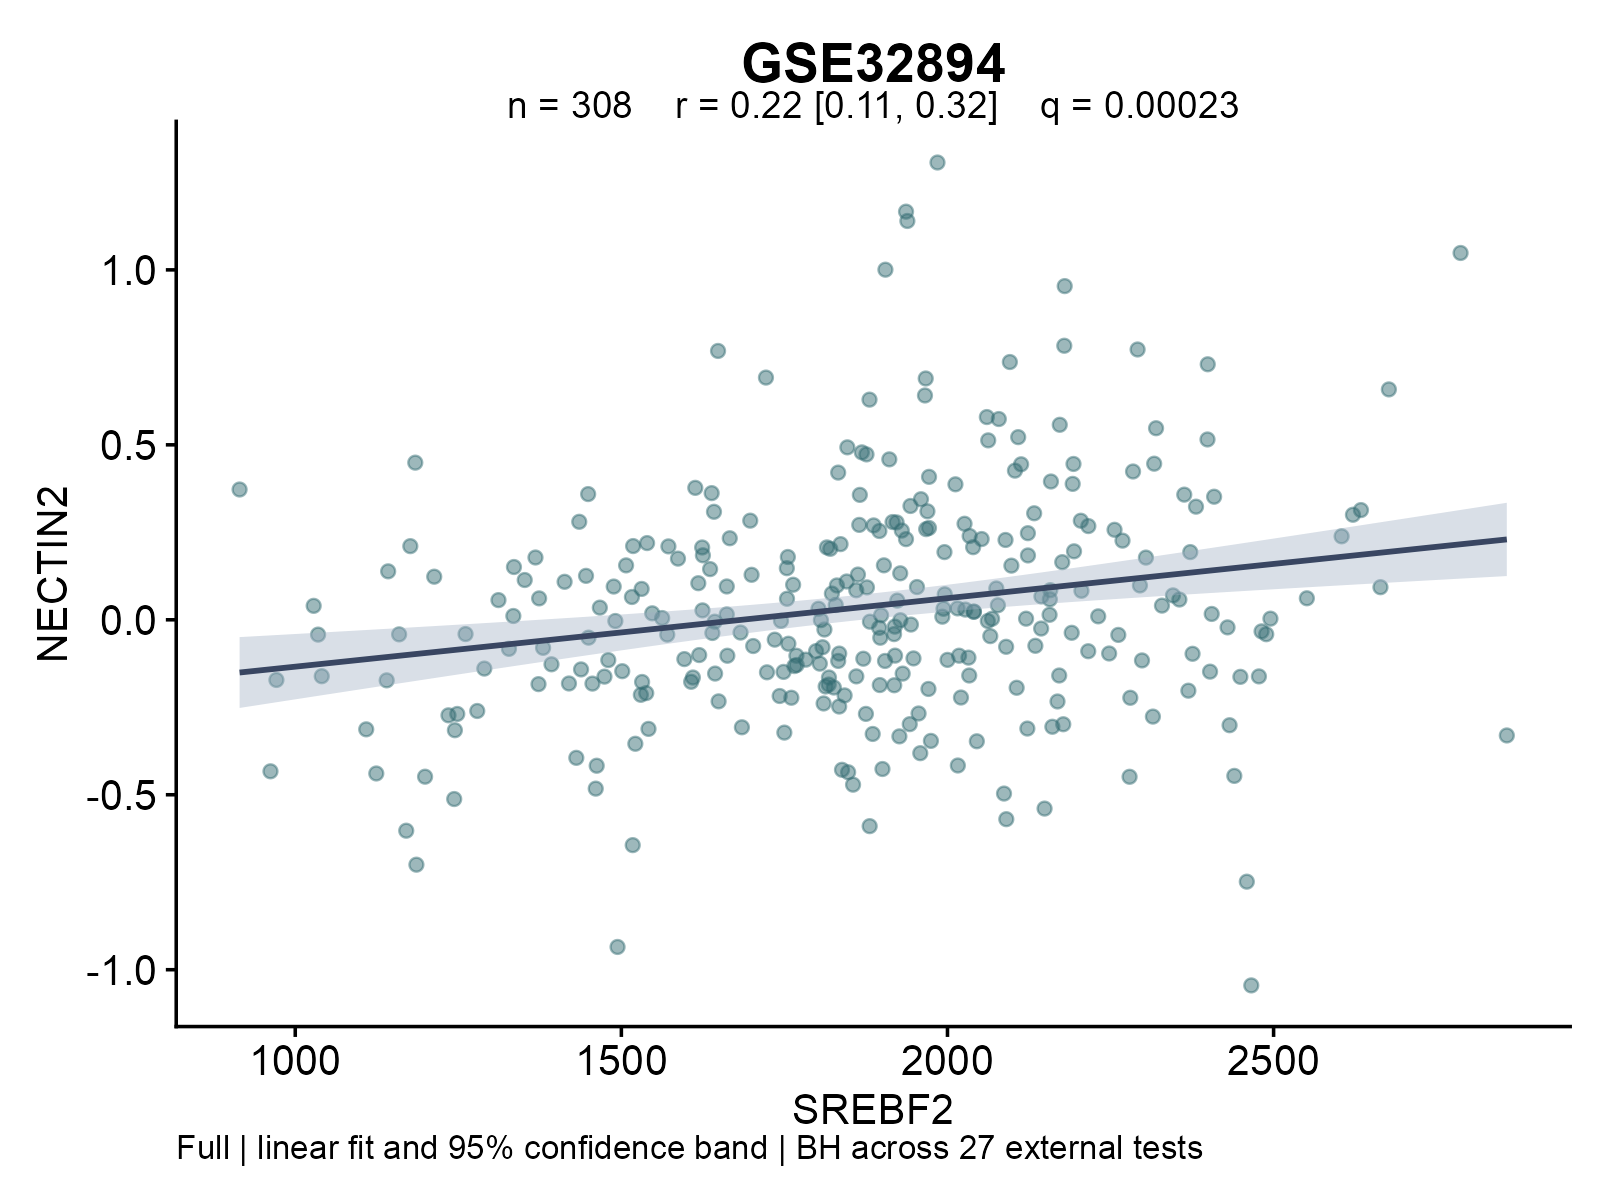 GSE32894
n = 308 r = 0.22 [0.11, 0.32] q = 0.00023
NECTIN2
1.0
0.5
0.0
-0.5
-1.0
1000 1500 2000 2500
SREBF2
Full | linear fit and 95% confidence band | BH across 27 external tests